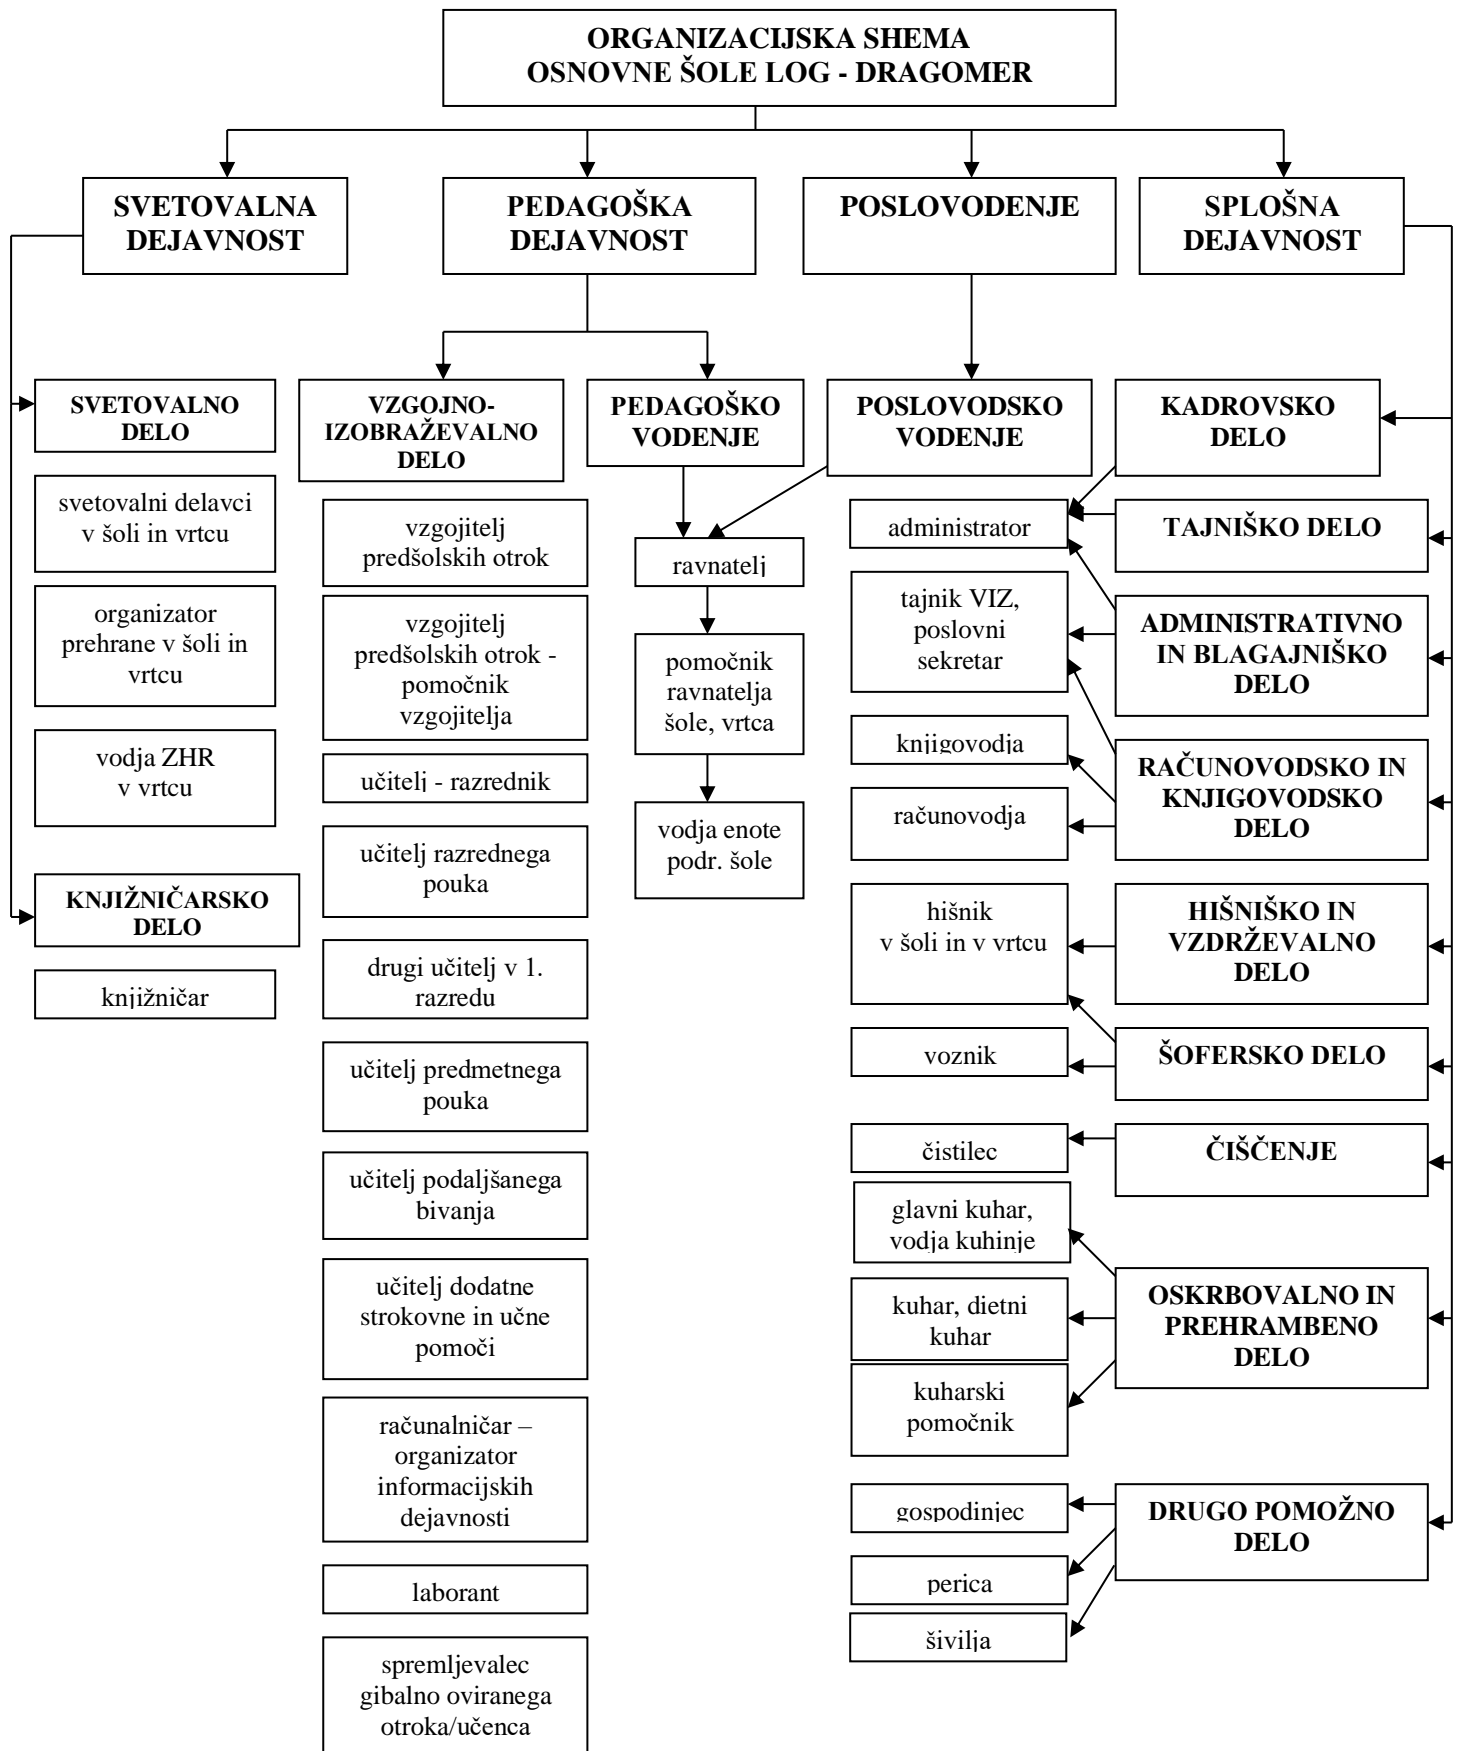 ORGANIZACIJSKA SHEMA
OSNOVNE ŠOLE LOG - DRAGOMER
SVETOVALNA
DEJAVNOST
PEDAGOŠKA
DEJAVNOST
POSLOVODENJE
SPLOŠNA
DEJAVNOST
SVETOVALNO
DELO
svetovalni delavci
v šoli in vrtcu
organizator
prehrane v šoli in
vrtcu
vodja ZHR
v vrtcu
KNJIŽNIČARSKO
DELO
knjižničar
VZGOJNO-
IZOBRAŽEVALNO
DELO
vzgojitelj
predšolskih otrok
vzgojitelj
predšolskih otrok -
pomočnik
vzgojitelja
učitelj - razrednik
učitelj razrednega
pouka
drugi učitelj v 1.
razredu
učitelj predmetnega
pouka
učitelj podaljšanega
bivanja
učitelj dodatne
strokovne in učne
pomoči
računalničar –
organizator
informacijskih
dejavnosti
laborant
spremljevalec
gibalno oviranega
otroka/učenca
PEDAGOŠKO
VODENJE
ravnatelj
pomočnik
ravnatelja
šole, vrtca
vodja enote
podr. šole
POSLOVODSKO
VODENJE
administrator
tajnik VIZ,
poslovni
sekretar
knjigovodja
računovodja
hišnik
v šoli in v vrtcu
voznik
čistilec
glavni kuhar,
vodja kuhinje
kuhar, dietni
kuhar
kuharski
pomočnik
gospodinjec
perica
šivilja
KADROVSKO
DELO
TAJNIŠKO DELO
ADMINISTRATIVNO
IN BLAGAJNIŠKO
DELO
RAČUNOVODSKO IN
KNJIGOVODSKO
DELO
HIŠNIŠKO IN
VZDRŽEVALNO
DELO
ŠOFERSKO DELO
ČIŠČENJE
OSKRBOVALNO IN
PREHRAMBENO
DELO
DRUGO POMOŽNO
DELO